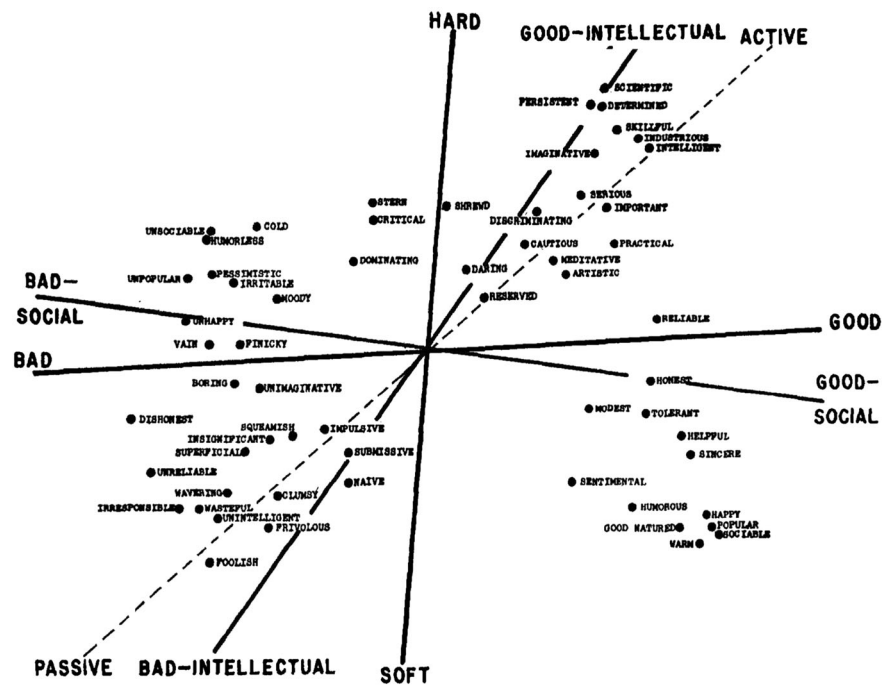 HARD
GOOD-INTELLECTUAL
ACTIVE
SCIENTIFIC
PERSISTENT
DETERMINED
SKILLFUL
INDUSTRIOUS
INTELLIGENT
IMAGINATIVE
STERN
SHREWD
SERIOUS
IMPORTANT
CRITICAL
DISCRIMINATING
UNSOCIABLE
COLD
HUMORLESS
CAUTIOUS
PRACTICAL
DOMINATING
MEDITATIVE
DARING
ARTISTIC
UNPOPULAR
PESSIMISTIC
IRRITABLE
BAD-
SOCIAL
MOODY
RESERVED
UNHAPPY
RELIABLE
GOOD
VAIN
FINICKY
BAD
BORING
UNIMAGINATIVE
HONEST
GOOD-
SOCIAL
DISHONEST
MODEST
TOLERANT
SQUEAMISH
IMPULSIVE
INSIGNIFICANT
HELPFUL
SUPERFICIAL
SUBMISSIVE
SINCERE
UNRELIABLE
NAÏVE
SENTIMENTAL
WAVERING
CLUMSY
IRRESPONSIBLE
WASTEFUL
HUMOROUS
HAPPY
UNINTELLIGENT
FRIVOLOUS
GOOD NATURED
POPULAR
SOCIABLE
WARM
FOOLISH
PASSIVE
BAD-INTELLECTUAL
SOFT